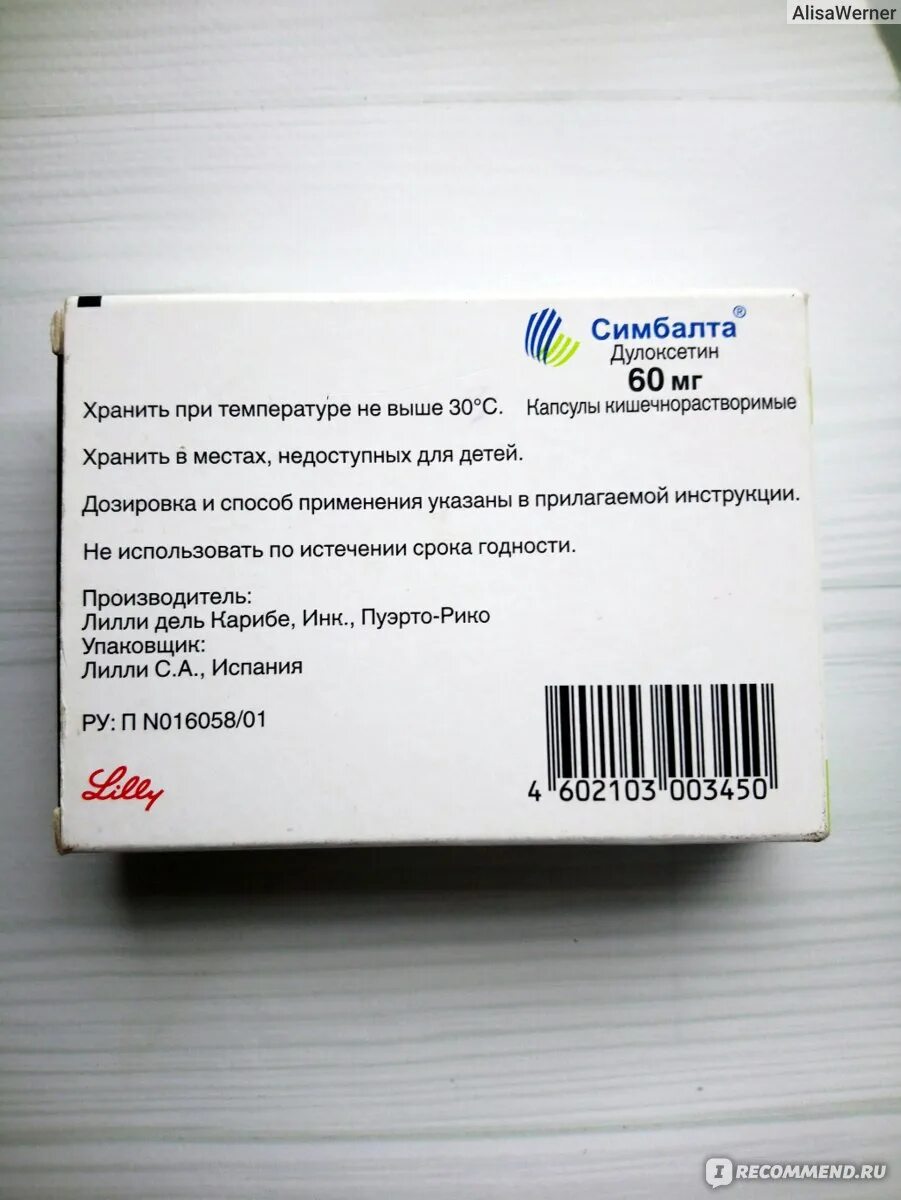 AlisaWerner
Симбалта®
Дулоксетин
60 мг
Капсулы кишечнорастворимые
Хранить при температуре не выше 30°C.
Хранить в местах, недоступных для детей.
Дозировка и способ применения указаны в прилагаемой инструкции.
Не использовать по истечении срока годности.
Производитель:
Лилли дель Карибе, Инк., Пуэрто-Рико
Упаковщик:
Лилли С.А., Испания
РУ: П N016058/01
Lilly
4 602103 003450
IRECOMMEND.RU